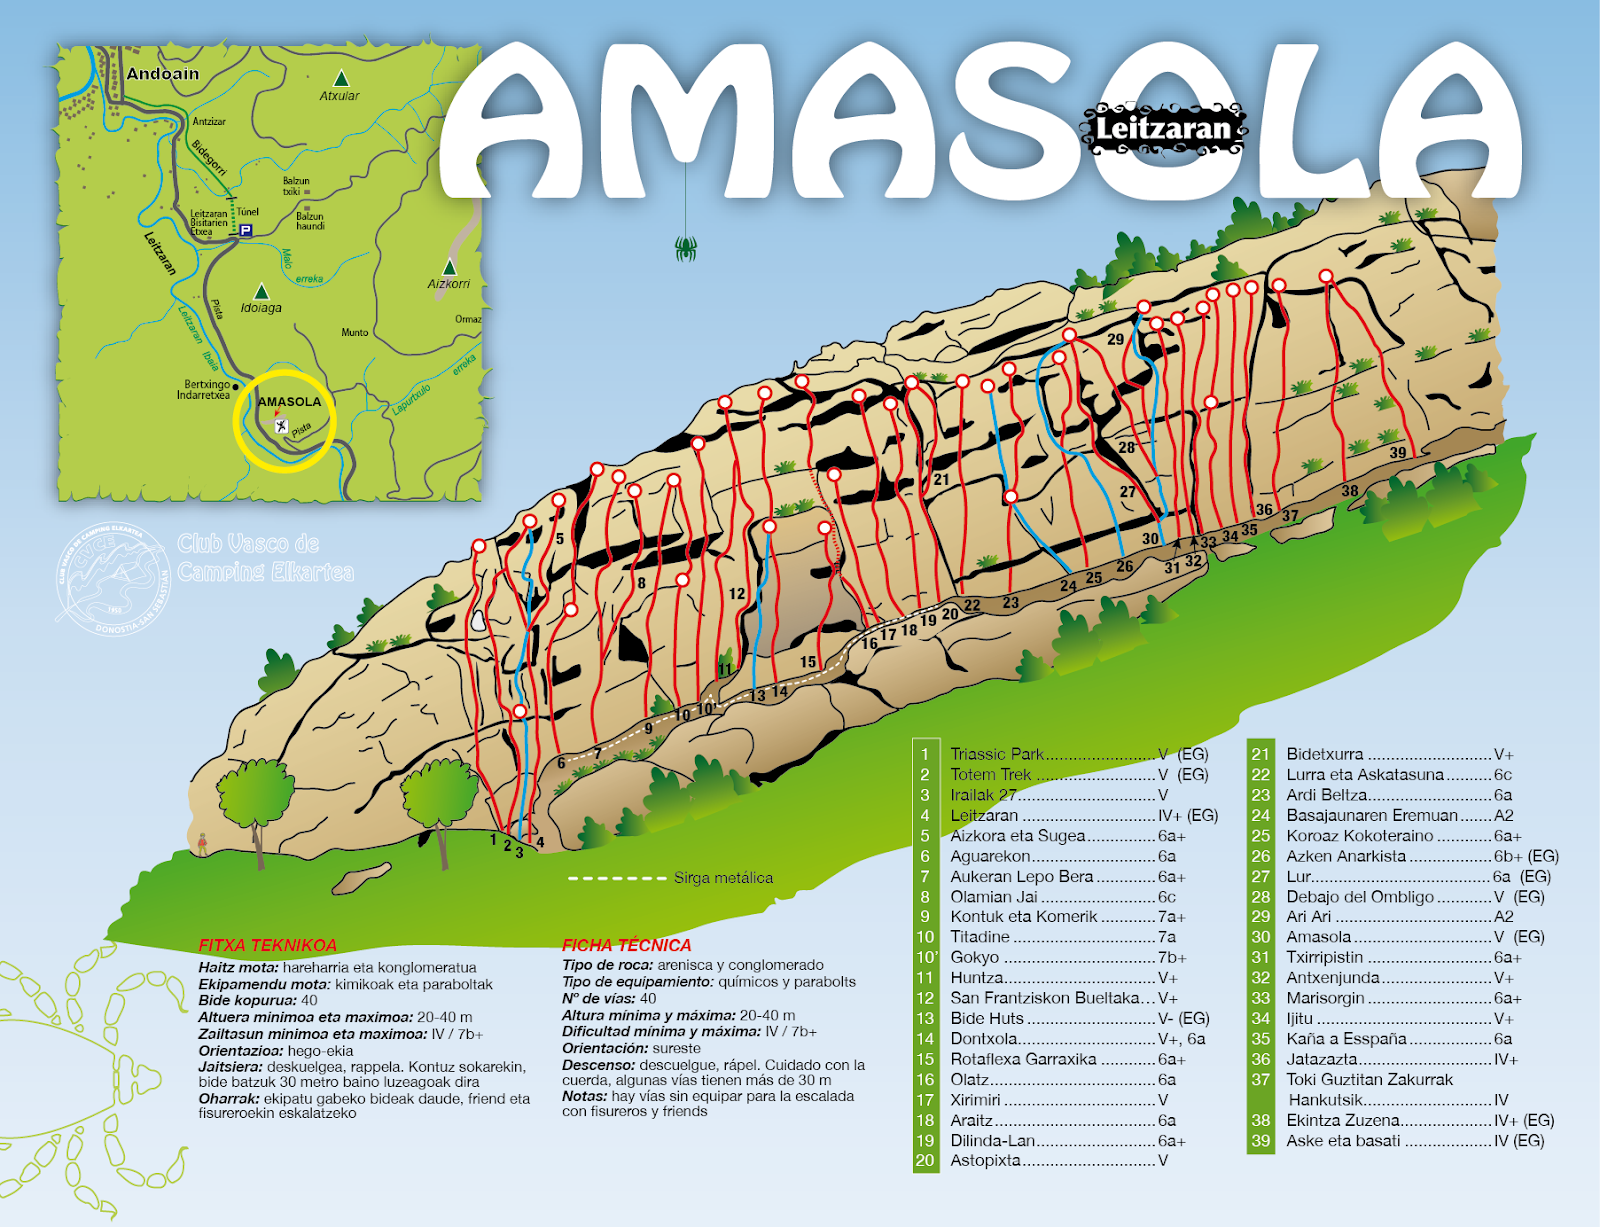 AMASOLA
Leitzaran
Andoain
Atxular
Antzizar
Bidegorri
Balzun
txiki
Leitzaran
Bisitarien
Etxea
Túnel
Balzun
haundi
P
Leitzaran
Maio
erreka
Aizkorri
Idoiaga
Pista
Leitzaran Ibaia
Munto
Ormaz
Bertxingo
Indarretxea
AMASOLA
Pista
Lapurtxulo erreka
CLUB VASCO DE CAMPING ELKARTEA
CVCE
DONOSTIA-SAN SEBASTIAN
Club Vasco de
Camping Elkartea
1
2
3
4
5
6
7
8
9
10
10'
11
12
13
14
15
16
17
18
19
20
21
22
23
24
25
26
27
28
29
30
31
32
33
34
35
36
37
38
39
Sirga metálica
FITXA TEKNIKOA
Haitz mota: hareharria eta konglomeratua
Ekipamendu mota: kimikoak eta paraboltak
Bide kopurua: 40
Altuera minimoa eta maximoa: 20-40 m
Zailtasun minimoa eta maximoa: IV / 7b+
Orientazioa: hego-ekia
Jaitsiera: deskuelgea, rappela. Kontuz sokarekin,
bide batzuk 30 metro baino luzeagoak dira
Oharrak: ekipatu gabeko bideak daude, friend eta
fisureroekin eskalatzeko
FICHA TÉCNICA
Tipo de roca: arenisca y conglomerado
Tipo de equipamiento: químicos y parabolts
Nº de vías: 40
Altura mínima y máxima: 20-40 m
Dificultad mínima y máxima: IV / 7b+
Orientación: sureste
Descenso: descuelgue, rápel. Cuidado con la
cuerda, algunas vías tienen más de 30 m
Notas: hay vías sin equipar para la escalada
con fisureros y friends
1 Triassic Park........................V (EG)
2 Totem Trek ..........................V (EG)
3 Irailak 27..............................V
4 Leitzaran .............................IV+ (EG)
5 Aizkora eta Sugea...............6a+
6 Aguarekon...........................6a
7 Aukeran Lepo Bera .............6a+
8 Olamian Jai .........................6c
9 Kontuk eta Komerik ............7a+
10 Titadine ...............................7a
10' Gokyo .................................7b+
11 Huntza.................................V+
12 San Frantziskon Bueltaka...V+
13 Bide Huts ............................V- (EG)
14 Dontxola..............................V+, 6a
15 Rotaflexa Garraxika ............6a+
16 Olatz....................................6a
17 Xirimiri .................................V
18 Araitz...................................6a
19 Dilinda-Lan..........................6a+
20 Astopixta.............................V
21 Bidetxurra ...........................V+
22 Lurra eta Askatasuna..........6c
23 Ardi Beltza...........................6a
24 Basajaunaren Eremuan.......A2
25 Koroaz Kokoteraino ............6a+
26 Azken Anarkista ..................6b+ (EG)
27 Lur.......................................6a (EG)
28 Debajo del Ombligo............V (EG)
29 Ari Ari ..................................A2
30 Amasola..............................V (EG)
31 Txirripistin ...........................6a+
32 Antxenjunda........................V+
33 Marisorgin...........................6a+
34 Ijitu ......................................V+
35 Kaña a Esspaña..................6a
36 Jatazazta.............................IV+
37 Toki Guztitan Zakurrak
Hankutsik............................IV
38 Ekintza Zuzena....................IV+ (EG)
39 Aske eta basati ...................IV (EG)